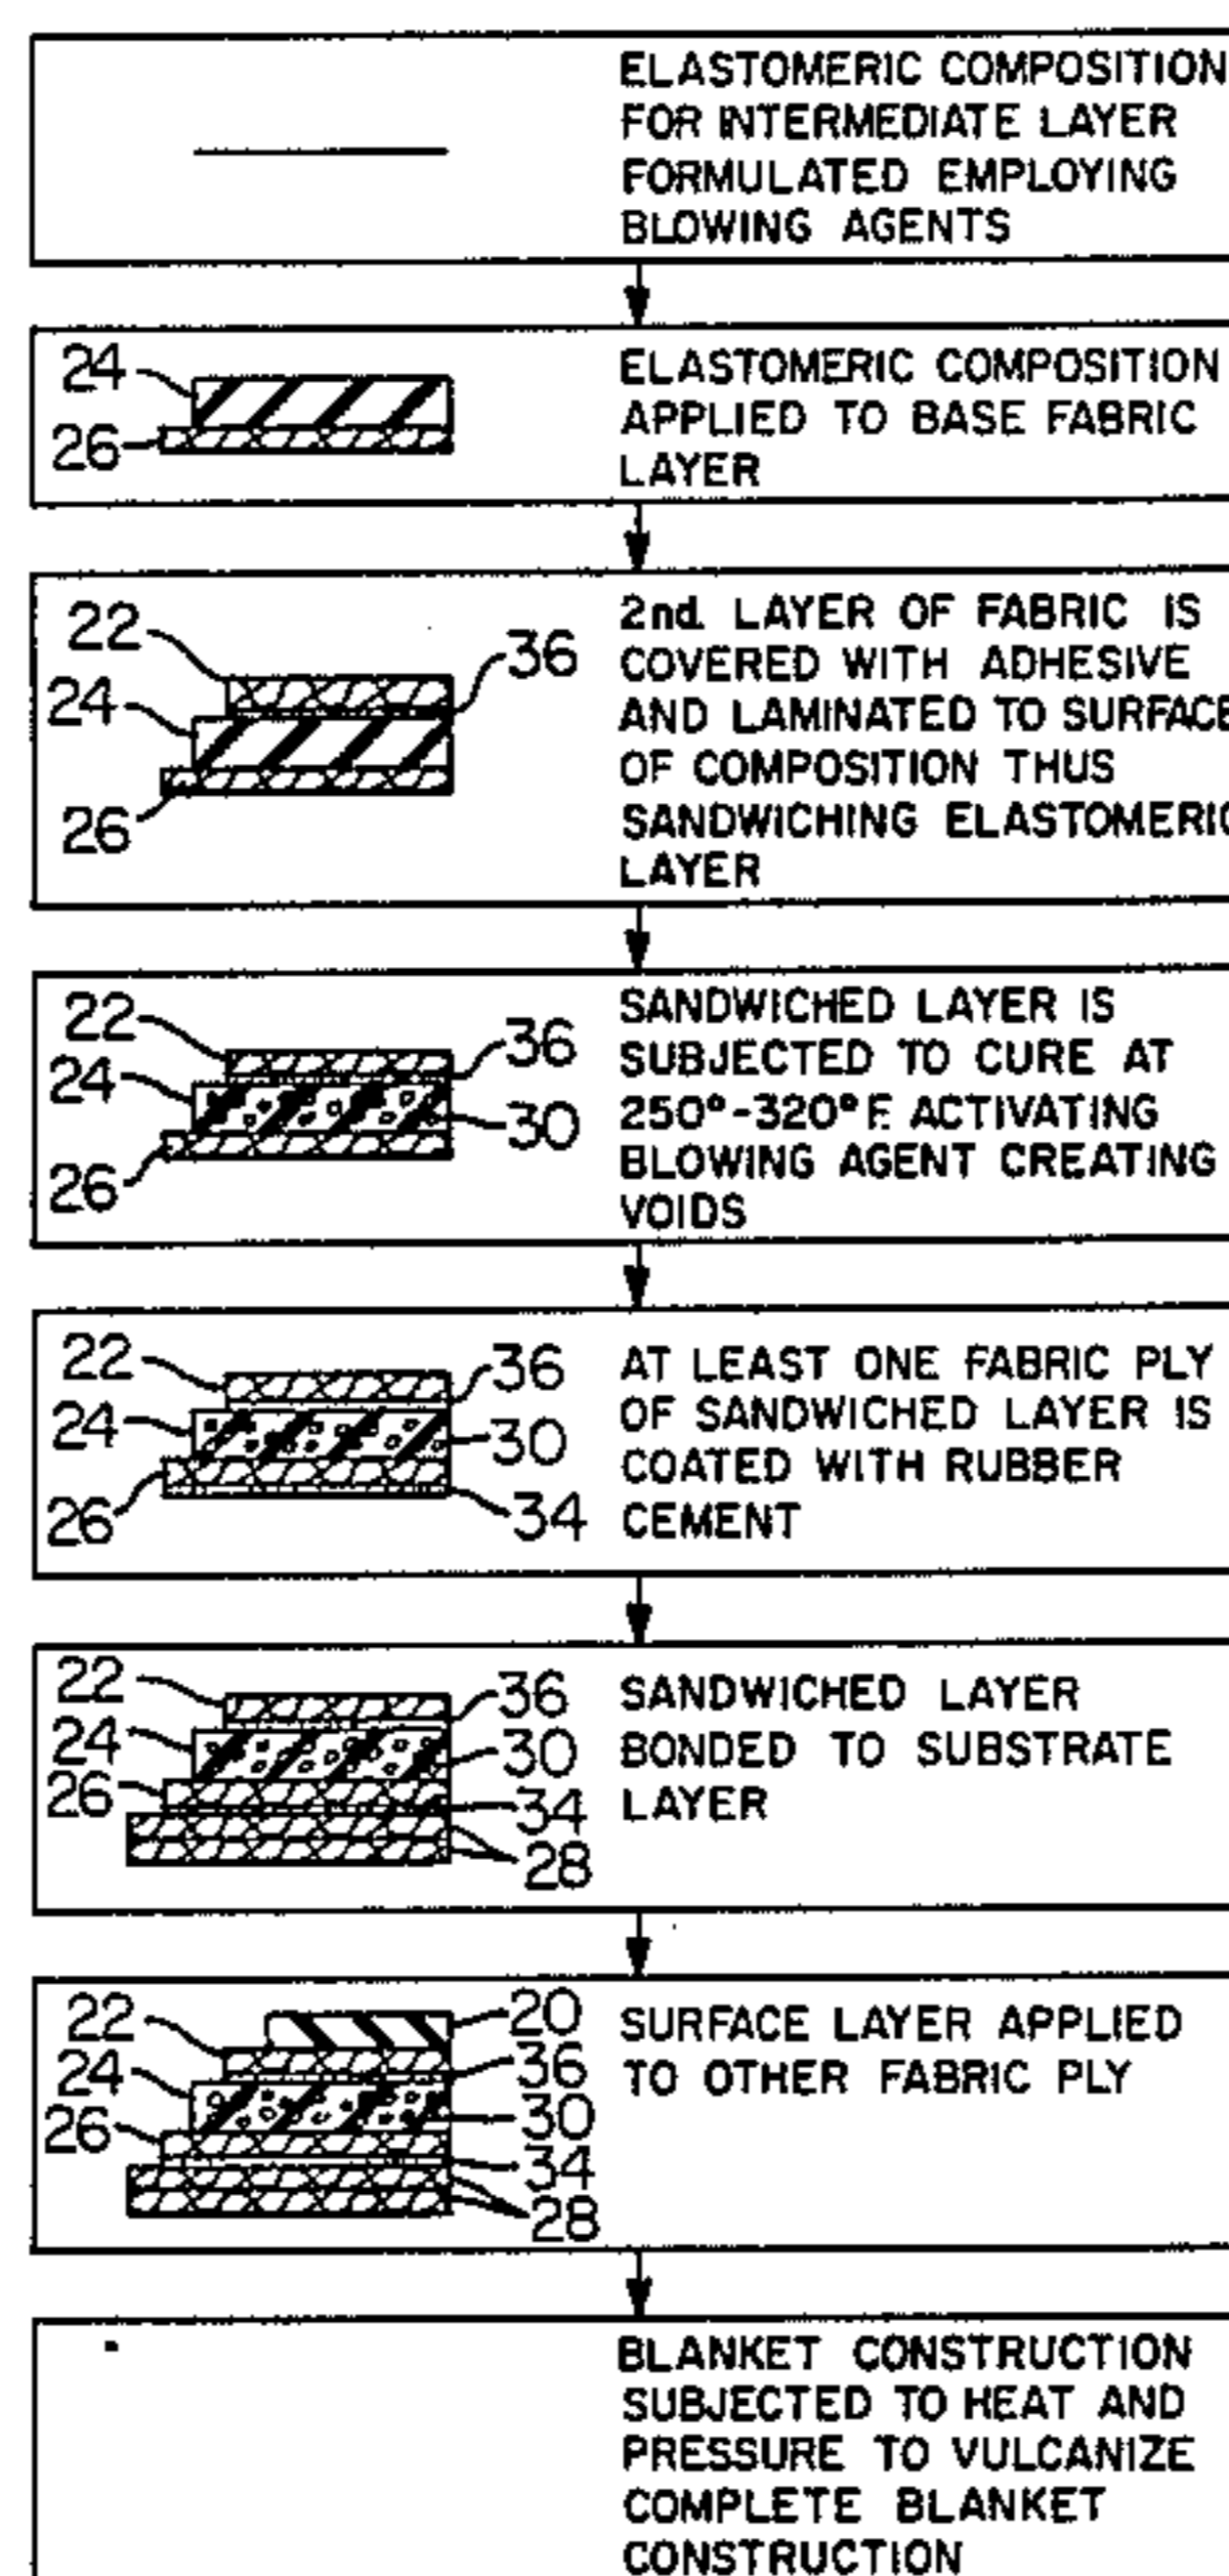 ELASTOMERIC COMPOSITION
FOR INTERMEDIATE LAYER
FORMULATED EMPLOYING
BLOWING AGENTS
24
26
ELASTOMERIC COMPOSITION
APPLIED TO BASE FABRIC
LAYER
22
24
26
36
2nd. LAYER OF FABRIC IS
COVERED WITH ADHESIVE
AND LAMINATED TO SURFACE
OF COMPOSITION THUS
SANDWICHING ELASTOMERIC
LAYER
22
24
26
36
30
SANDWICHED LAYER IS
SUBJECTED TO CURE AT
250°-320°F. ACTIVATING
BLOWING AGENT CREATING
VOIDS
22
24
26
36
30
34
AT LEAST ONE FABRIC PLY
OF SANDWICHED LAYER IS
COATED WITH RUBBER
CEMENT
22
24
26
36
30
34
28
SANDWICHED LAYER
BONDED TO SUBSTRATE
LAYER
22
24
26
20
36
30
34
28
SURFACE LAYER APPLIED
TO OTHER FABRIC PLY
BLANKET CONSTRUCTION
SUBJECTED TO HEAT AND
PRESSURE TO VULCANIZE
COMPLETE BLANKET
CONSTRUCTION